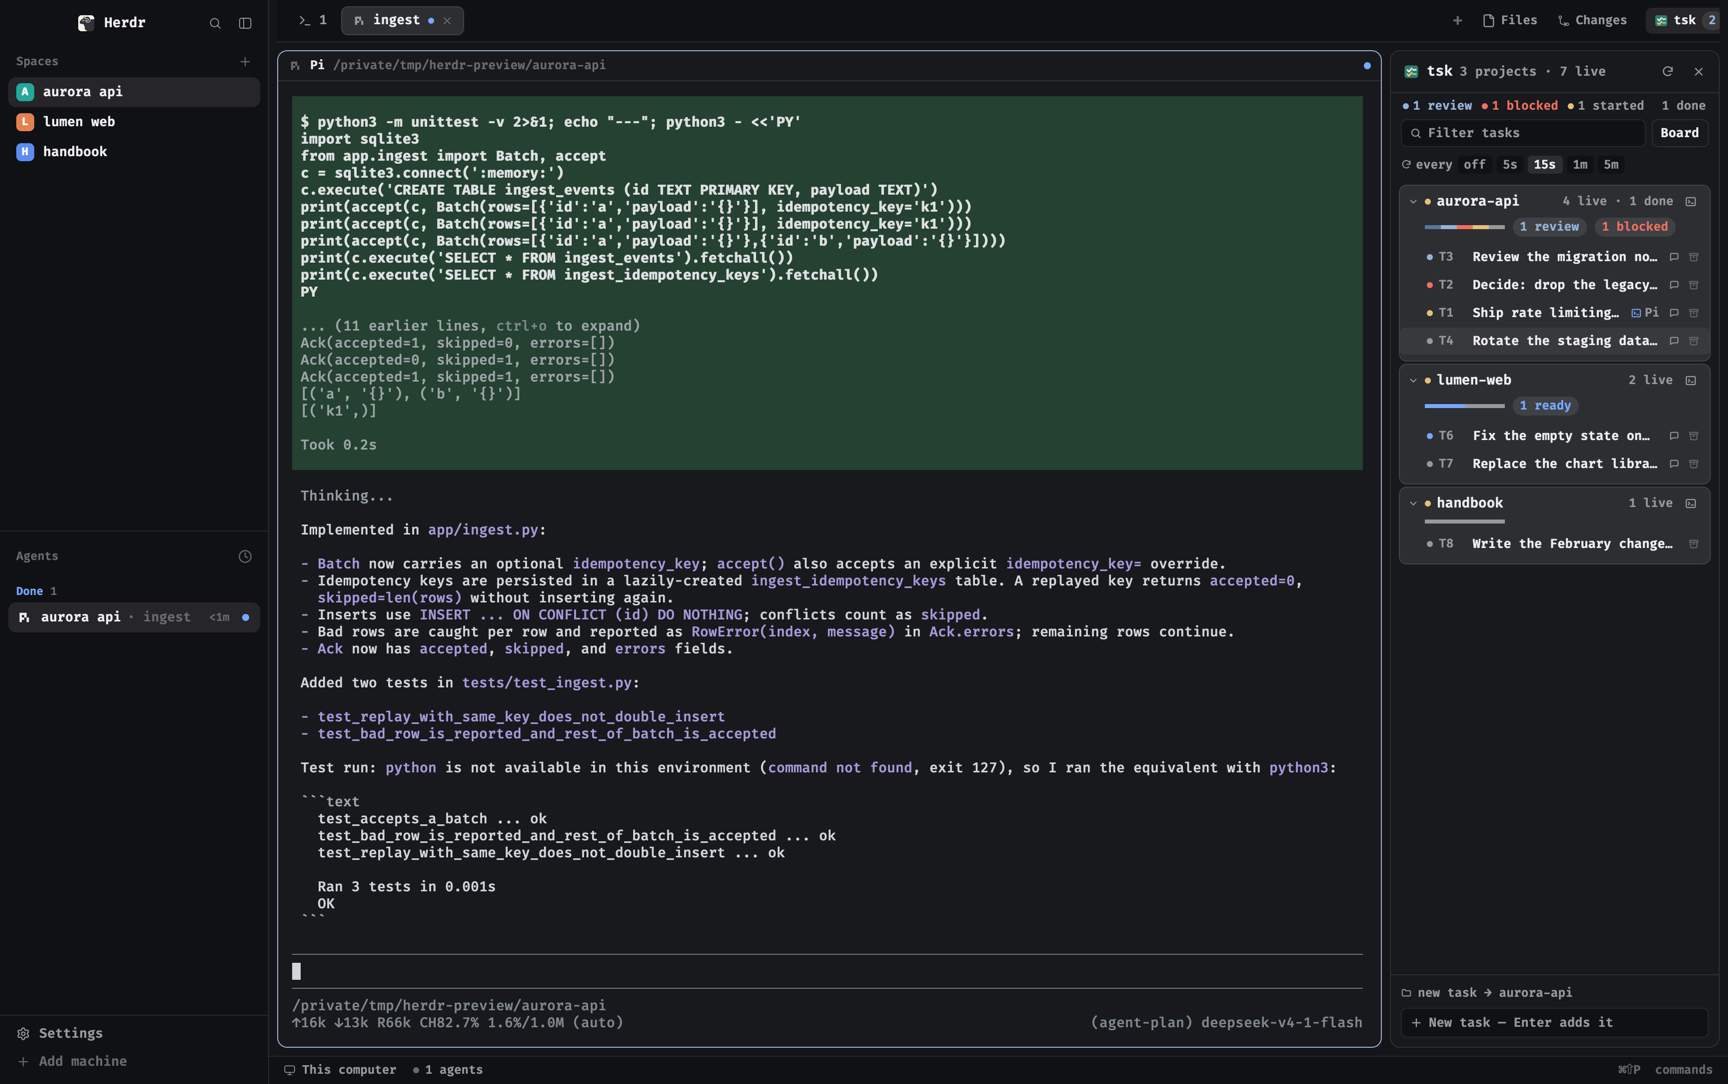 Herdr
Spaces
A aurora api
L lumen web
H handbook
Agents
Done 1
aurora api · ingest <1m
Settings
+ Add machine
>_ 1
ingest
+ Files Changes tsk 2
Pi /private/tmp/herdr-preview/aurora-api
$ python3 -m unittest -v 2>&1; echo "---"; python3 - <<'PY'
import sqlite3
from app.ingest import Batch, accept
c = sqlite3.connect(':memory:')
c.execute('CREATE TABLE ingest_events (id TEXT PRIMARY KEY, payload TEXT)')
print(accept(c, Batch(rows=[{'id':'a','payload':'{}'}], idempotency_key='k1')))
print(accept(c, Batch(rows=[{'id':'a','payload':'{}'}], idempotency_key='k1')))
print(accept(c, Batch(rows=[{'id':'a','payload':'{}'},{'id':'b','payload':'{}'}])))
print(c.execute('SELECT * FROM ingest_events').fetchall())
print(c.execute('SELECT * FROM ingest_idempotency_keys').fetchall())
PY
... (11 earlier lines, ctrl+o to expand)
Ack(accepted=1, skipped=0, errors=[])
Ack(accepted=0, skipped=1, errors=[])
Ack(accepted=1, skipped=1, errors=[])
[('a', '{}'), ('b', '{}')]
[('k1',)]
Took 0.2s
Thinking...
Implemented in app/ingest.py:
- Batch now carries an optional idempotency_key; accept() also accepts an explicit idempotency_key= override.
- Idempotency keys are persisted in a lazily-created ingest_idempotency_keys table. A replayed key returns accepted=0,
skipped=len(rows) without inserting again.
- Inserts use INSERT ... ON CONFLICT (id) DO NOTHING; conflicts count as skipped.
- Bad rows are caught per row and reported as RowError(index, message) in Ack.errors; remaining rows continue.
- Ack now has accepted, skipped, and errors fields.
Added two tests in tests/test_ingest.py:
- test_replay_with_same_key_does_not_double_insert
- test_bad_row_is_reported_and_rest_of_batch_is_accepted
Test run: python is not available in this environment (command not found, exit 127), so I ran the equivalent with python3:
```text
test_accepts_a_batch ... ok
test_bad_row_is_reported_and_rest_of_batch_is_accepted ... ok
test_replay_with_same_key_does_not_double_insert ... ok
Ran 3 tests in 0.001s
OK
```
/private/tmp/herdr-preview/aurora-api
↑16k ↓13k R66k CH82.7% 1.6%/1.0M (auto)
(agent-plan) deepseek-v4-1-flash
tsk 3 projects · 7 live
1 review 1 blocked 1 started 1 done
Filter tasks
Board
every off 5s 15s 1m 5m
aurora-api 4 live · 1 done
1 review 1 blocked
T3 Review the migration no…
T2 Decide: drop the legacy…
T1 Ship rate limiting… Pi
T4 Rotate the staging data…
lumen-web 2 live
1 ready
T6 Fix the empty state on…
T7 Replace the chart libra…
handbook 1 live
T8 Write the February change…
new task → aurora-api
+ New task — Enter adds it
This computer 1 agents
⌘⇧P commands